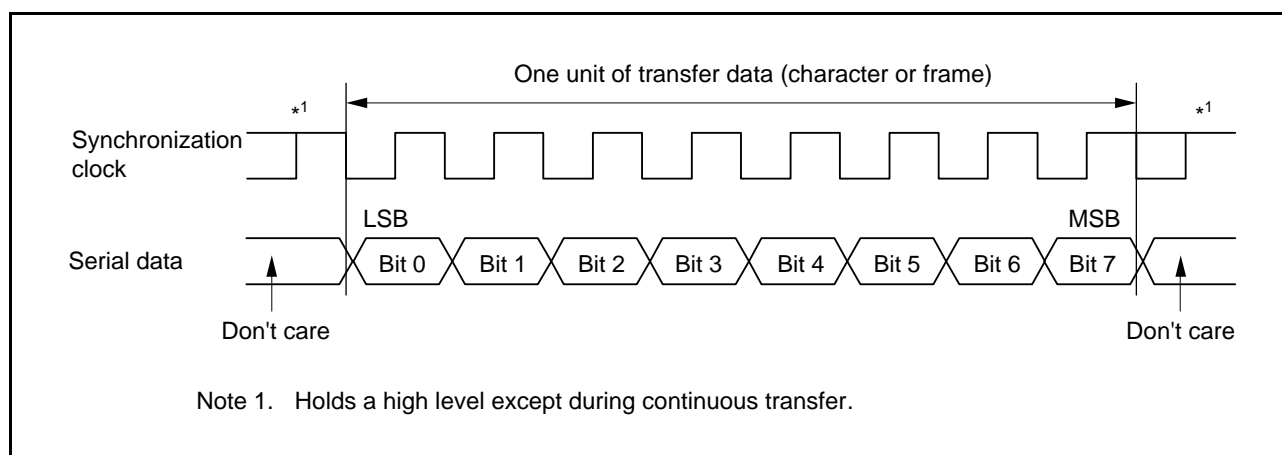 One unit of transfer data (character or frame)
*1 *1
Synchronization
clock
LSB MSB
Serial data Bit 0 Bit 1 Bit 2 Bit 3 Bit 4 Bit 5 Bit 6 Bit 7
Don't care Don't care
Note 1. Holds a high level except during continuous transfer.